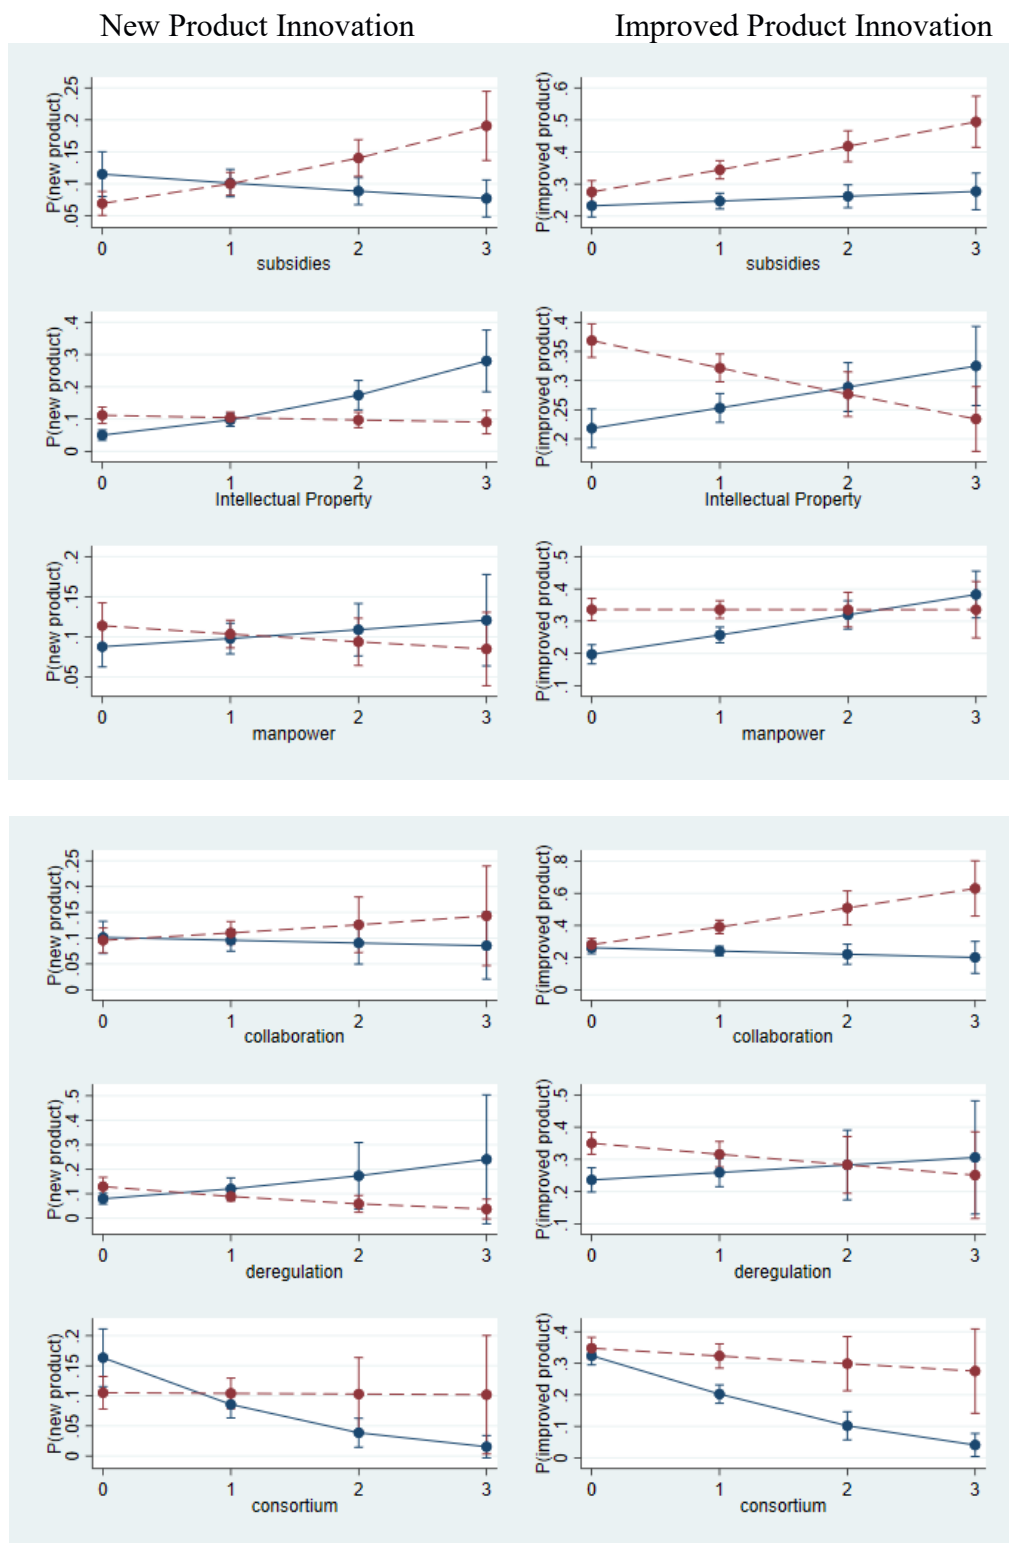 New Product Innovation Improved Product Innovation
P(new product)
.05 .1 .15 .2 .25
0 1 2 3
subsidies
P(improved product)
.2 .3 .4 .5 .6
0 1 2 3
subsidies
P(new product)
0 .1 .2 .3 .4
0 1 2 3
Intellectual Property
P(improved product)
.2 .25 .3 .35 .4
0 1 2 3
Intellectual Property
P(new product)
.05 .1 .15 .2
0 1 2 3
manpower
P(improved product)
.1 .2 .3 .4 .5
0 1 2 3
manpower
P(new product)
0 .05 .1 .15 .2 .25
0 1 2 3
collaboration
P(improved product)
0 .2 .4 .6 .8
0 1 2 3
collaboration
P(new product)
0 .1 .2 .3 .4 .5
0 1 2 3
deregulation
P(improved product)
.1 .2 .3 .4 .5
0 1 2 3
deregulation
P(new product)
0 .05 .1 .15 .2
0 1 2 3
consortium
P(improved product)
0 .1 .2 .3 .4
0 1 2 3
consortium